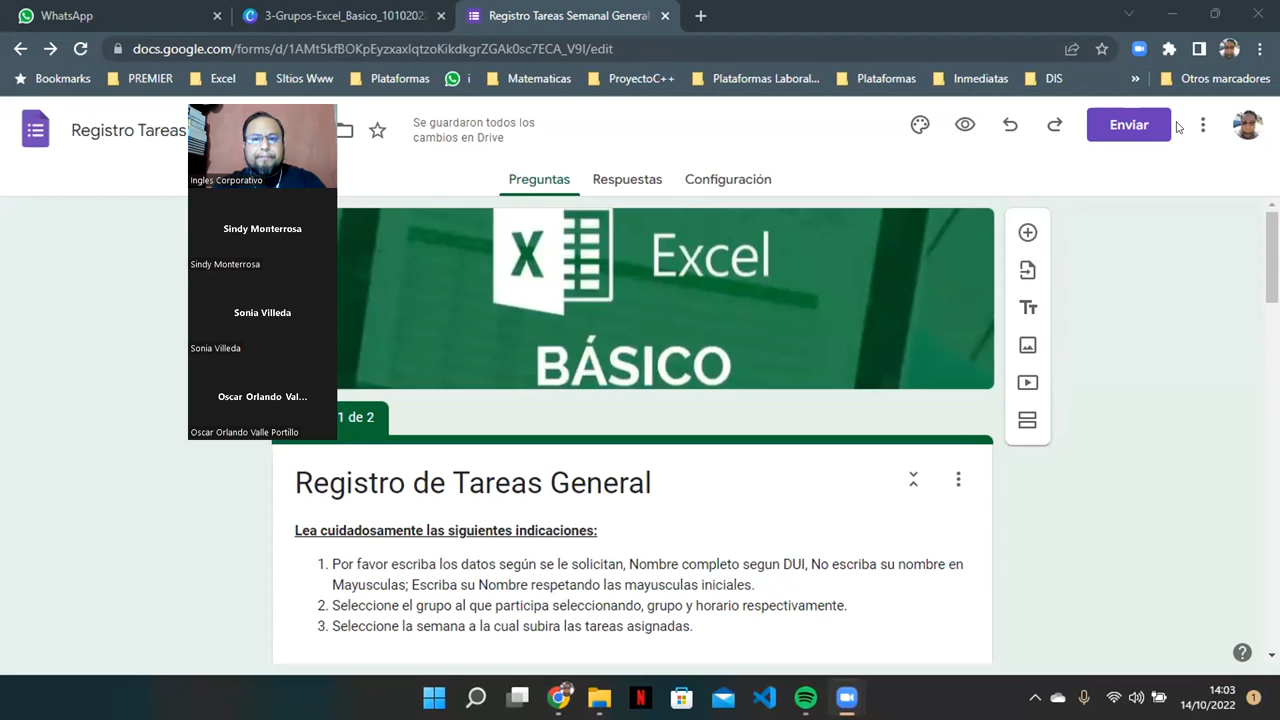 WhatsApp
3-Grupos-Excel_Basico_10102022
Registro Tareas Semanal General
docs.google.com/forms/d/1AMt5kfBOKpEyzxaxlqtzoKikdkgrZGAk0sc7ECA_V9I/edit
Bookmarks PREMIER Excel SItios Www Plataformas i Matematicas ProyectoC++ Plataformas Laboral... Plataformas Inmediatas DIS » Otros marcadores
Registro Tareas
Se guardaron todos los
cambios en Drive
Enviar
Preguntas Respuestas Configuración
Ingles Corporativo
Sindy Monterrosa
Sindy Monterrosa
Sonia Villeda
Sonia Villeda
Oscar Orlando Val...
Oscar Orlando Valle Portillo
X Excel
BÁSICO
1 de 2
Registro de Tareas General
Lea cuidadosamente las siguientes indicaciones:
1. Por favor escriba los datos según se le solicitan, Nombre completo segun DUI, No escriba su nombre en
Mayusculas; Escriba su Nombre respetando las mayusculas iniciales.
2. Seleccione el grupo al que participa seleccionando, grupo y horario respectivamente.
3. Seleccione la semana a la cual subira las tareas asignadas.
14:03
14/10/2022
1